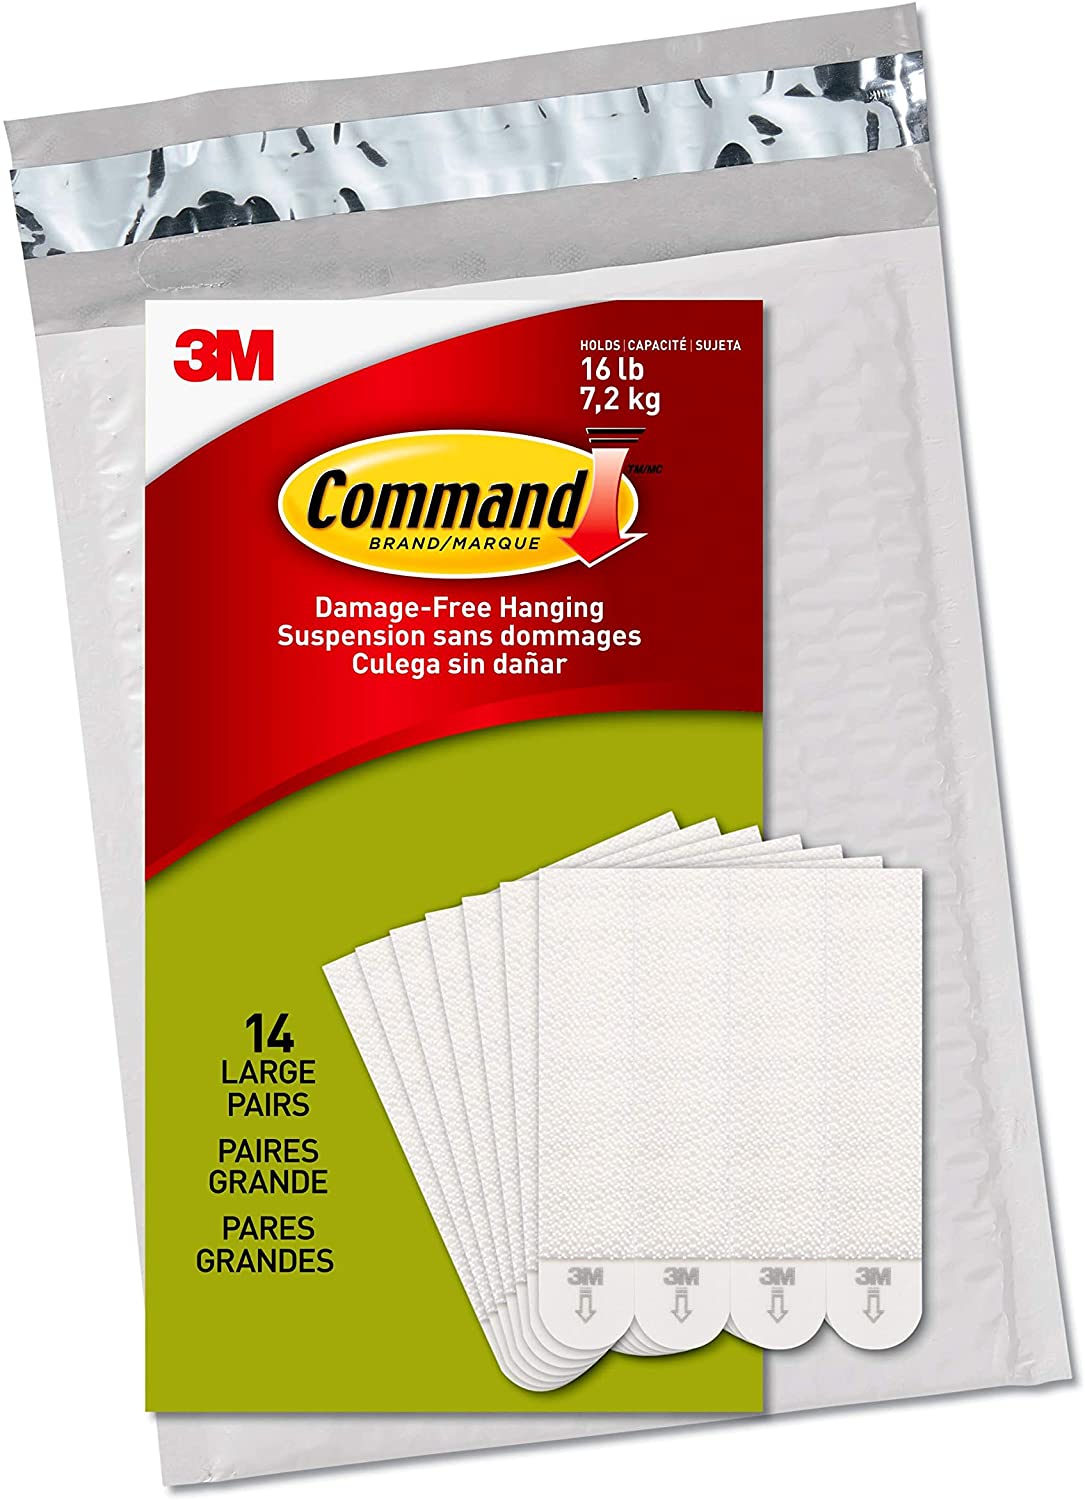 3M
HOLDS | CAPACITÉ | SUJETA
16 lb
7,2 kg
Command
TM/MC
BRAND/MARQUE
Damage-Free Hanging
Suspension sans dommages
Culega sin dañar
14
LARGE
PAIRS
PAIRES
GRANDE
PARES
GRANDES
3M 3M 3M 3M